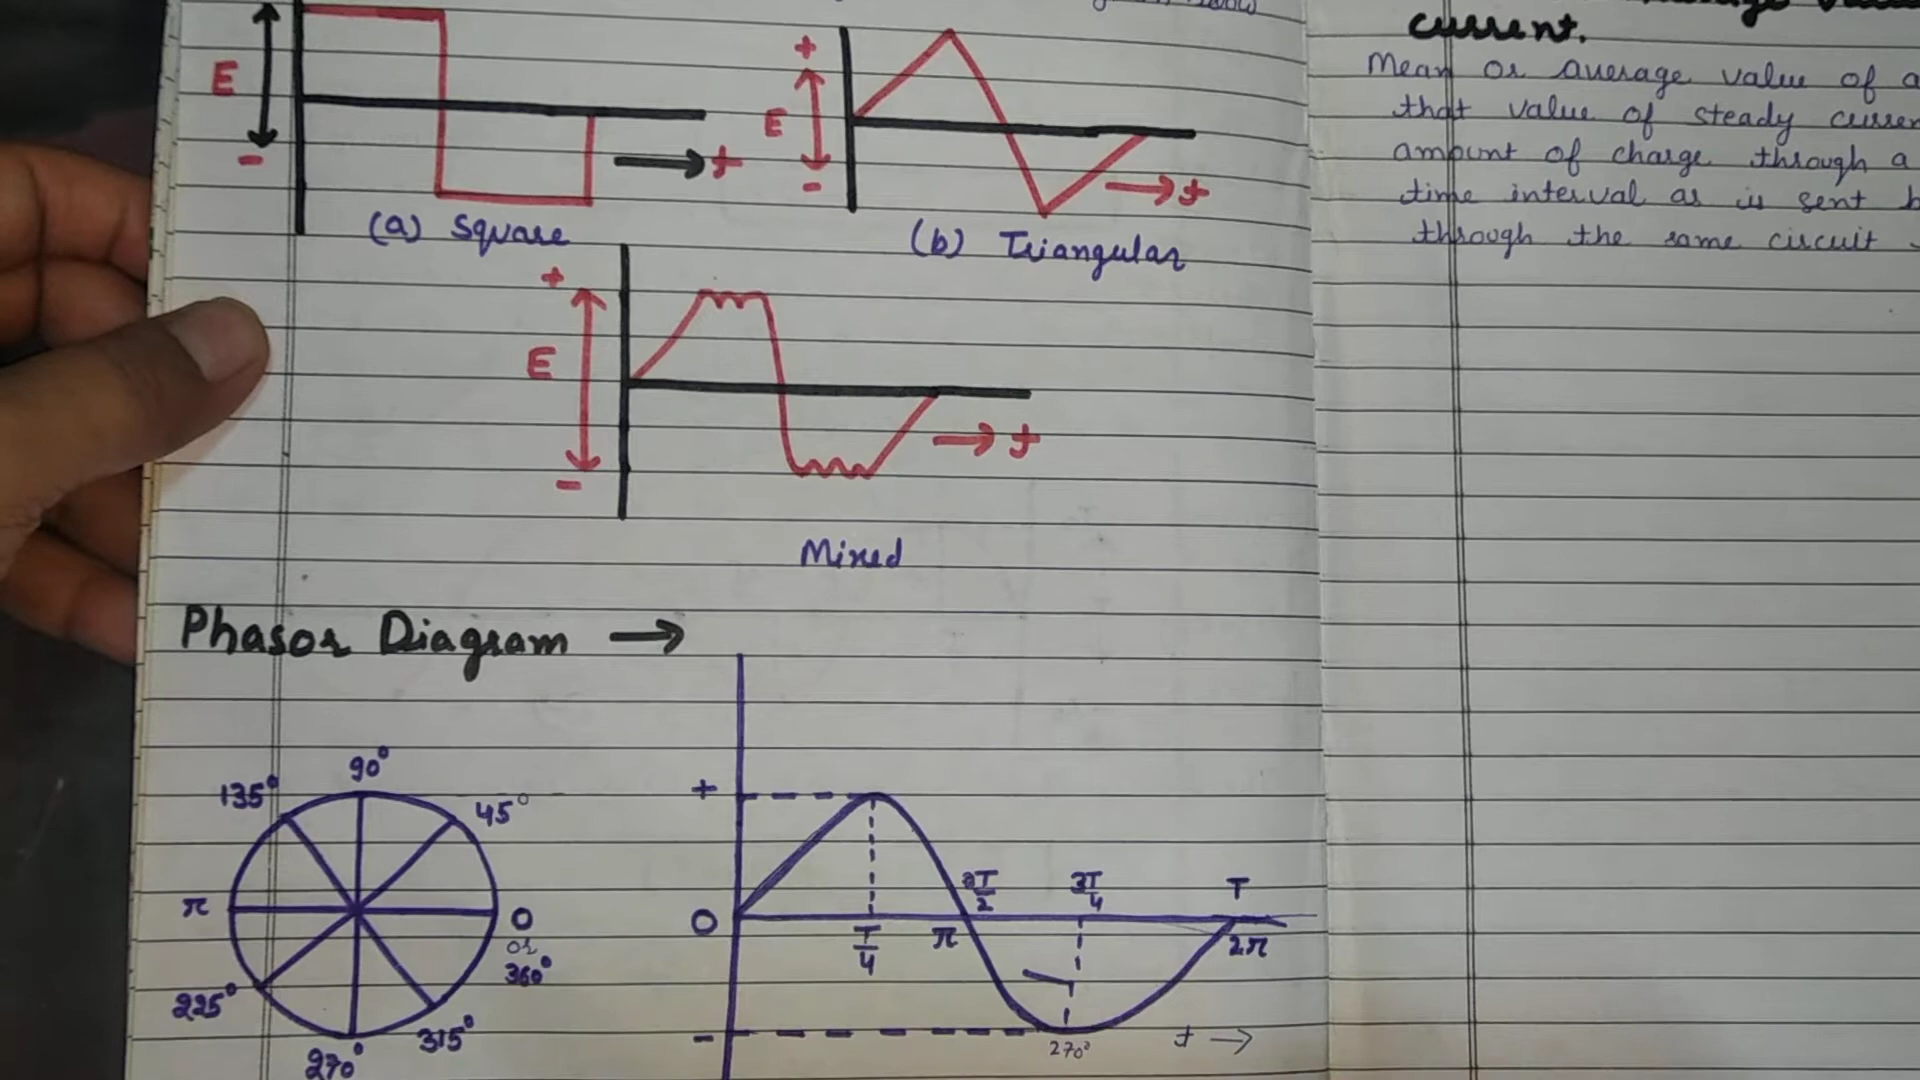 E
-
t
(a) Square
+
E
-
t
(b) Triangular
+
E
-
t
Mixed
Phasor Diagram →
90°
135°
45°
π
0
or
360°
225°
315°
270°
+
0
-
T/4
π
2T/2
3T/4
T
2π
270°
t →
current.
Mean or average value of a
that value of steady
amount of charge through a
time interval as is sent
through the same circuit